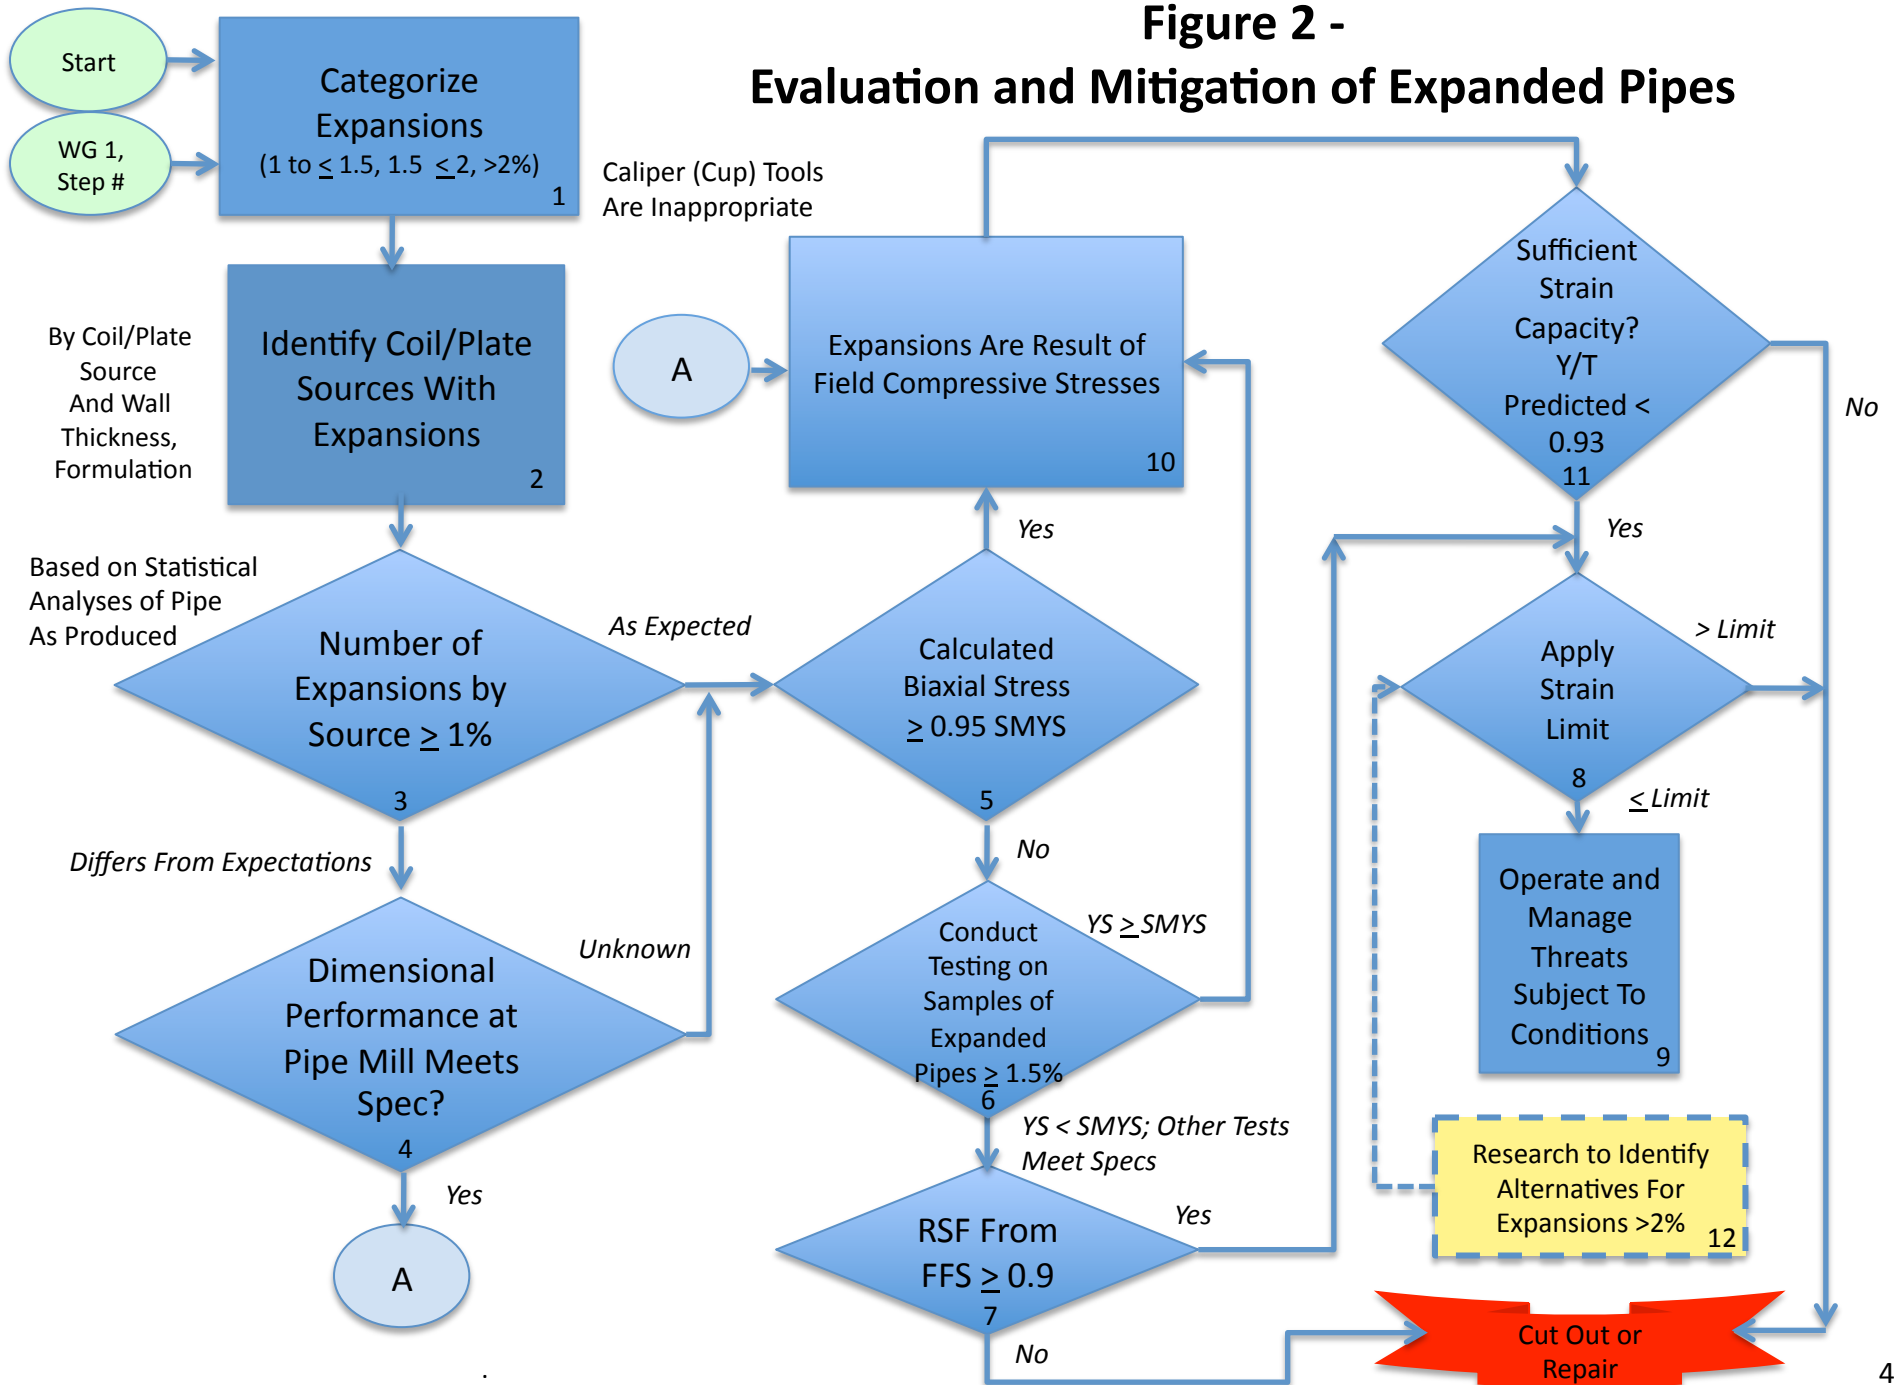 Figure 2 -
Evaluation and Mitigation of Expanded Pipes
Start
WG 1,
Step #
Categorize
Expansions
(1 to ≤ 1.5, 1.5 ≤ 2, >2%)
1
Caliper (Cup) Tools
Are Inappropriate
By Coil/Plate
Source
And Wall
Thickness,
Formulation
Identify Coil/Plate
Sources With
Expansions
2
Based on Statistical
Analyses of Pipe
As Produced
Number of
Expansions by
Source ≥ 1%
3
As Expected
Differs From Expectations
Dimensional
Performance at
Pipe Mill Meets
Spec?
4
Unknown
Yes
A
A
Expansions Are Result of
Field Compressive Stresses
10
Yes
Calculated
Biaxial Stress
≥ 0.95 SMYS
5
No
Conduct
Testing on
Samples of
Expanded
Pipes ≥ 1.5%
6
YS ≥ SMYS
YS < SMYS; Other Tests
Meet Specs
RSF From
FFS ≥ 0.9
7
Yes
No
Sufficient
Strain
Capacity?
Y/T
Predicted <
0.93
11
No
Yes
Apply
Strain
Limit
8
> Limit
≤ Limit
Operate and
Manage
Threats
Subject To
Conditions
9
Research to Identify
Alternatives For
Expansions >2%
12
Cut Out or
Repair
.
4